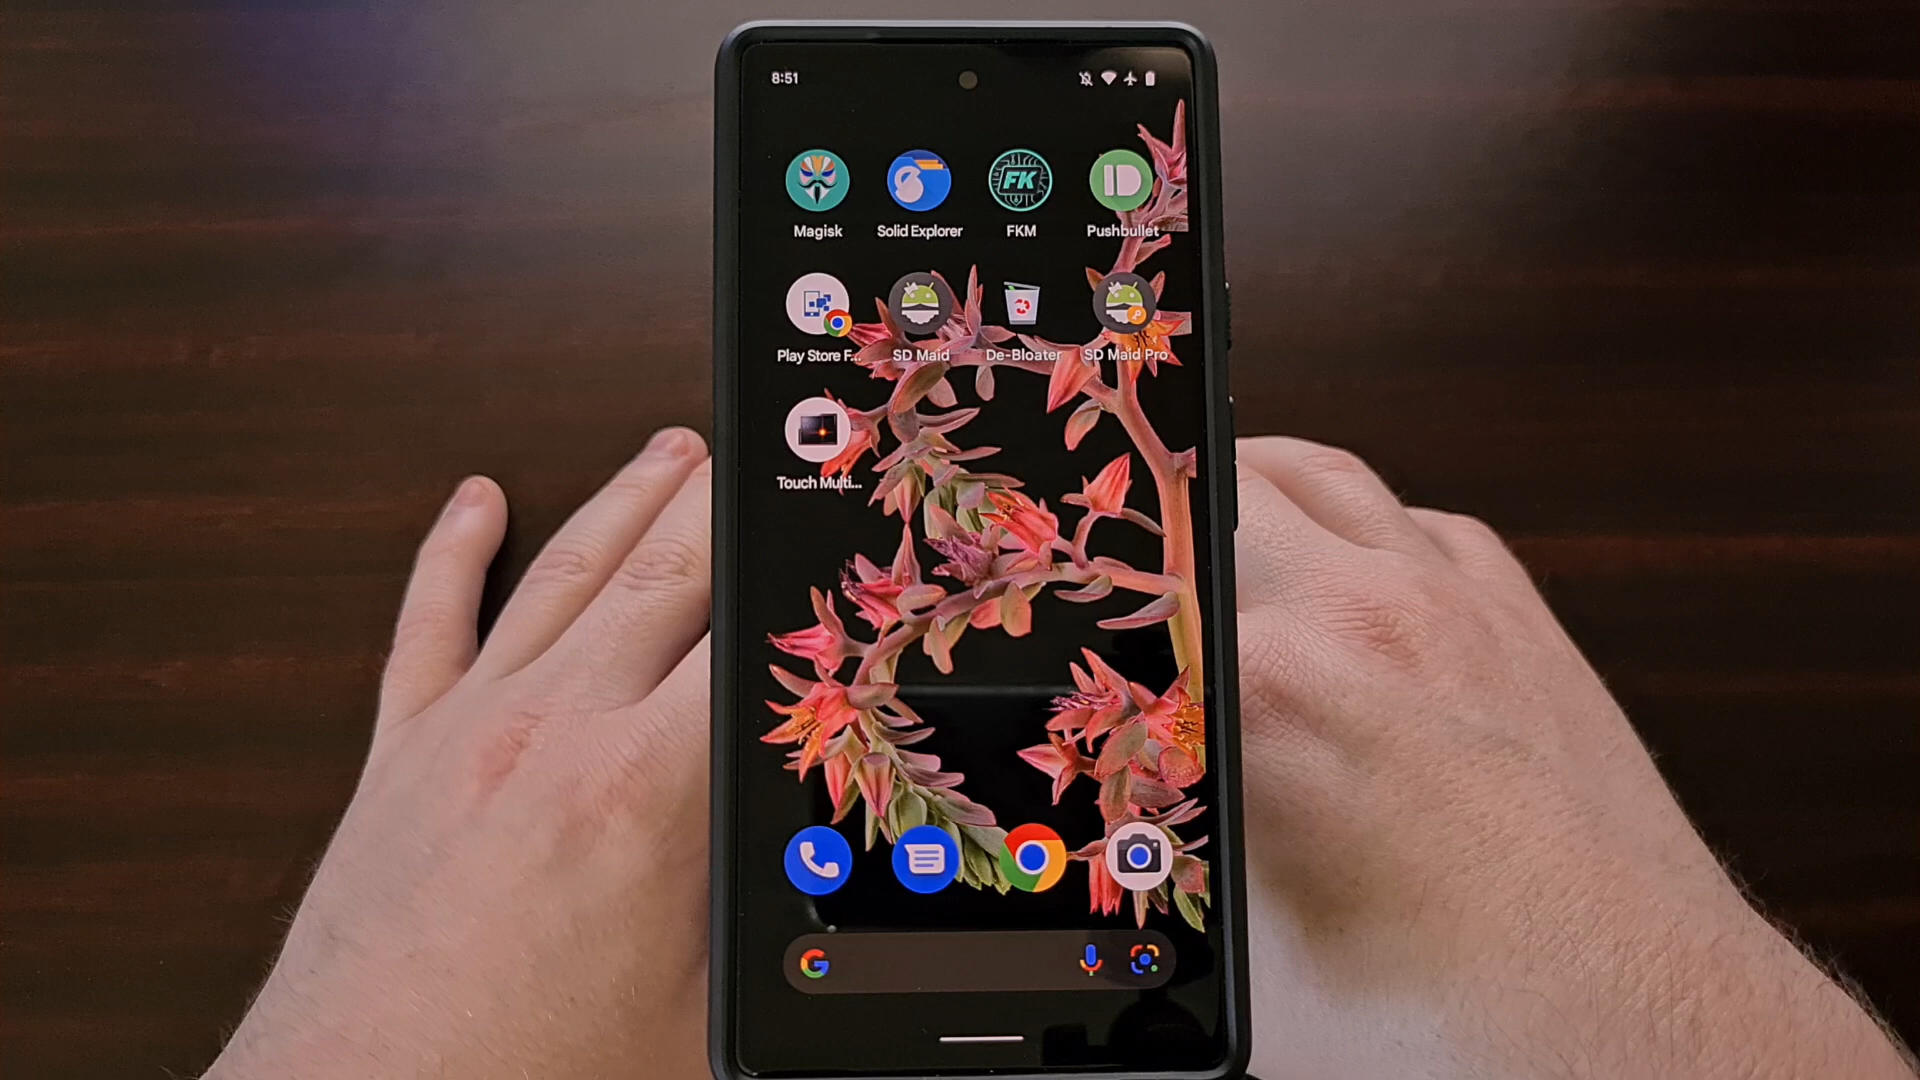 8:51
FK
Magisk
Solid Explorer
FKM
Pushbullet
Play Store F...
SD Maid
De-Bloater
SD Maid Pro
Touch Multi...